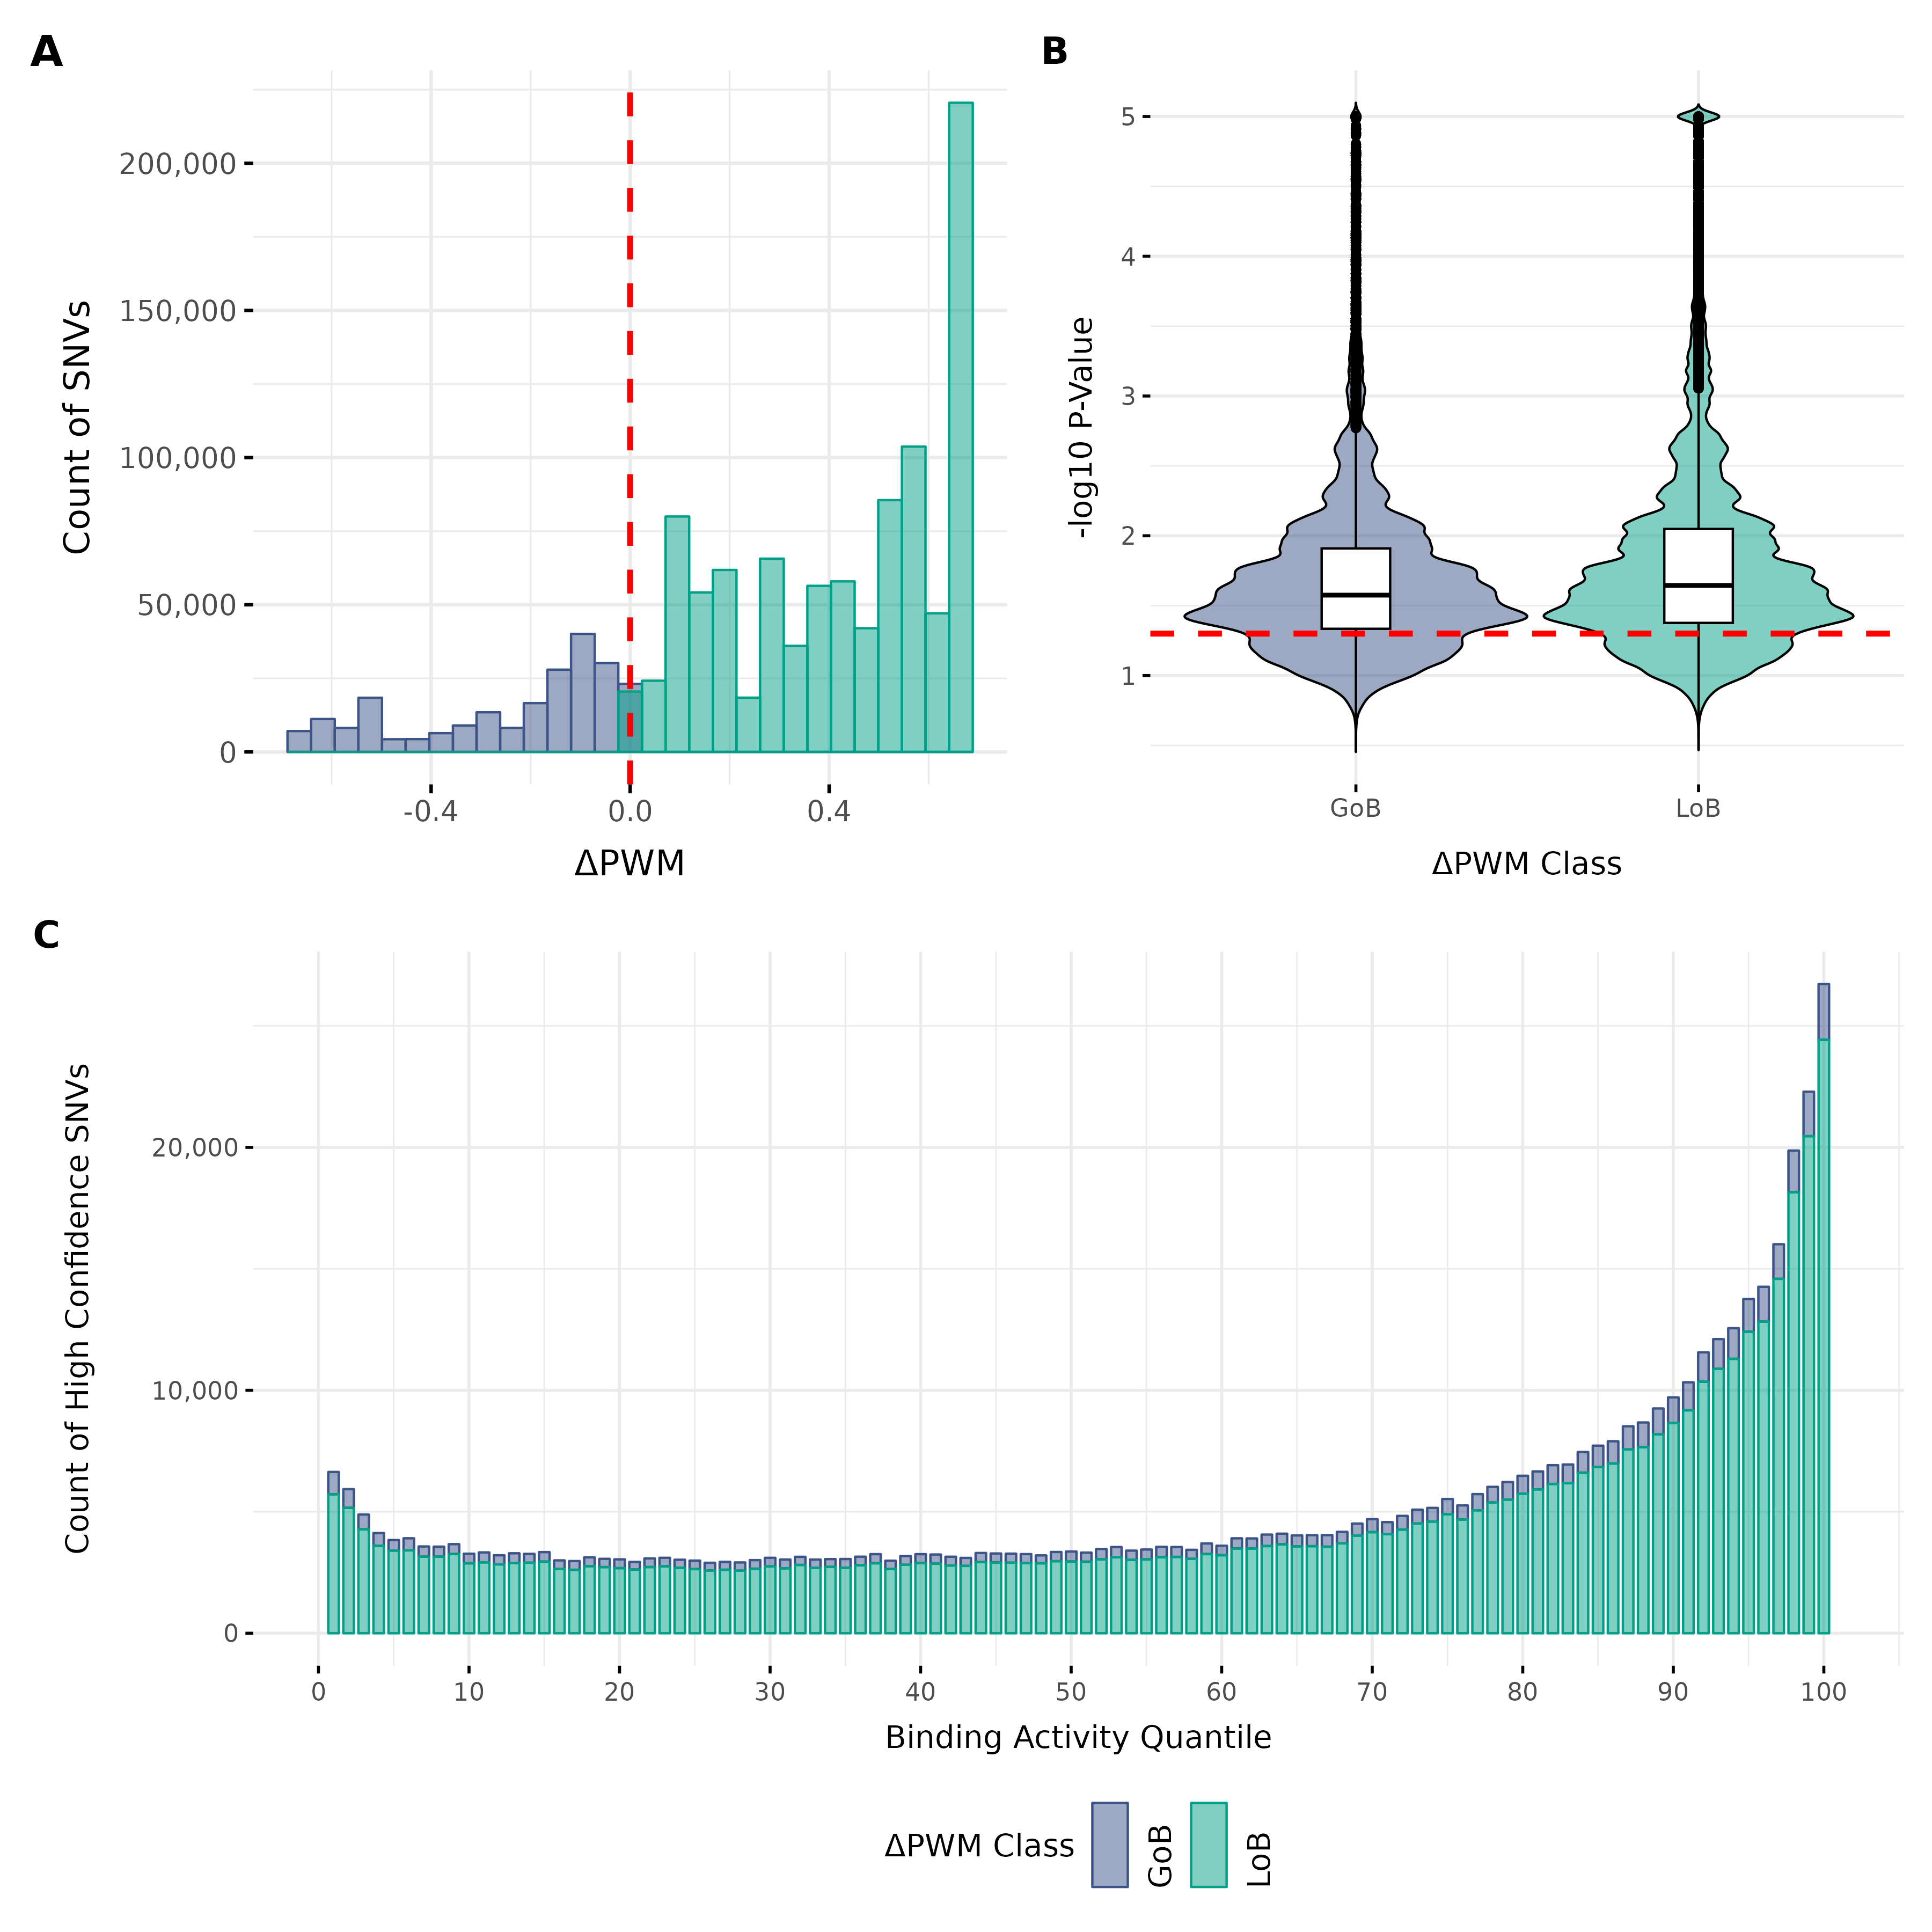 A
Count of SNVs
200,000
150,000
100,000
50,000
0
-0.4
0.0
0.4
ΔPWM
B
-log10 P-Value
5
4
3
2
1
GoB
LoB
ΔPWM Class
C
Count of High Confidence SNVs
20,000
10,000
0
0
10
20
30
40
50
60
70
80
90
100
Binding Activity Quantile
ΔPWM Class
GoB
LoB